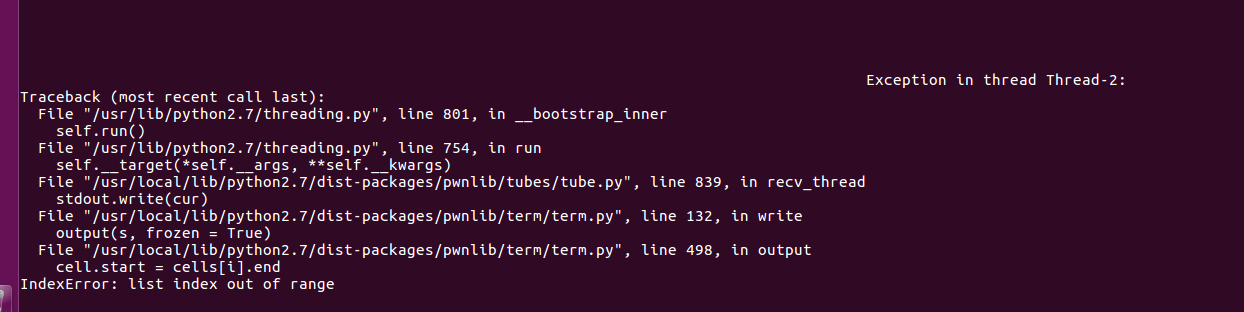 Exception in thread Thread-2:
Traceback (most recent call last):
  File "/usr/lib/python2.7/threading.py", line 801, in __bootstrap_inner
    self.run()
  File "/usr/lib/python2.7/threading.py", line 754, in run
    self.__target(*self.__args, **self.__kwargs)
  File "/usr/local/lib/python2.7/dist-packages/pwnlib/tubes/tube.py", line 839, in recv_thread
    stdout.write(cur)
  File "/usr/local/lib/python2.7/dist-packages/pwnlib/term/term.py", line 132, in write
    output(s, frozen = True)
  File "/usr/local/lib/python2.7/dist-packages/pwnlib/term/term.py", line 498, in output
    cell.start = cells[i].end
IndexError: list index out of range